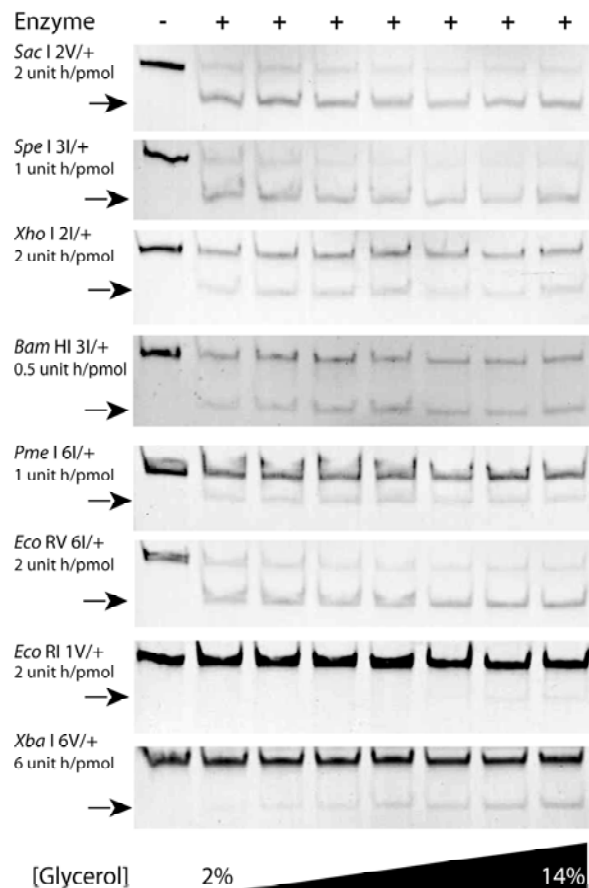 Enzyme - + + + + + + +
Sac I 2V/+
2 unit h/pmol
Spe I 3I/+
1 unit h/pmol
Xho I 2I/+
2 unit h/pmol
Bam HI 3I/+
0.5 unit h/pmol
Pme I 6I/+
1 unit h/pmol
Eco RV 6I/+
2 unit h/pmol
Eco RI 1V/+
2 unit h/pmol
Xba I 6V/+
6 unit h/pmol
[Glycerol] 2% 14%